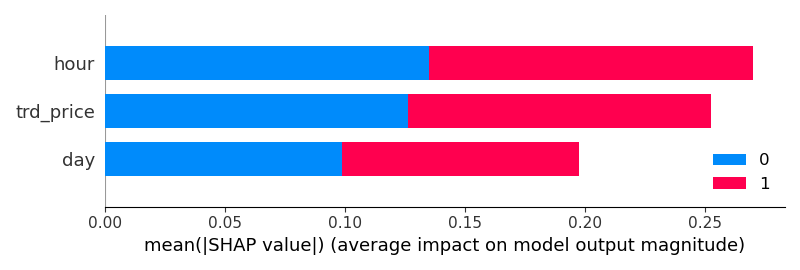 hour
trd_price
day
0
1
0.00 0.05 0.10 0.15 0.20 0.25
mean(|SHAP value|) (average impact on model output magnitude)